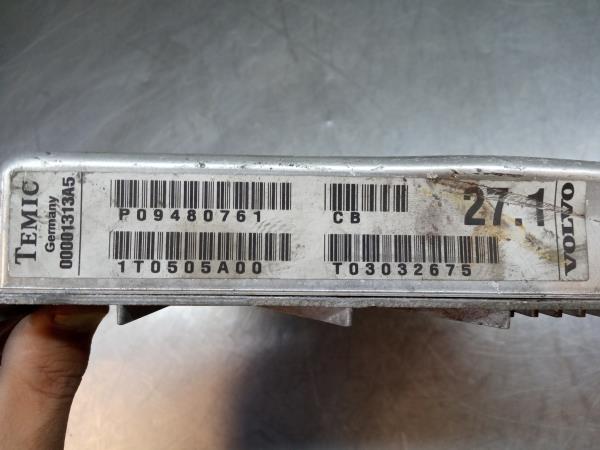 TEMIC
Germany
00001313A5
P09480761
CB
27.1
1T0505A00
T03032675
VOLVO